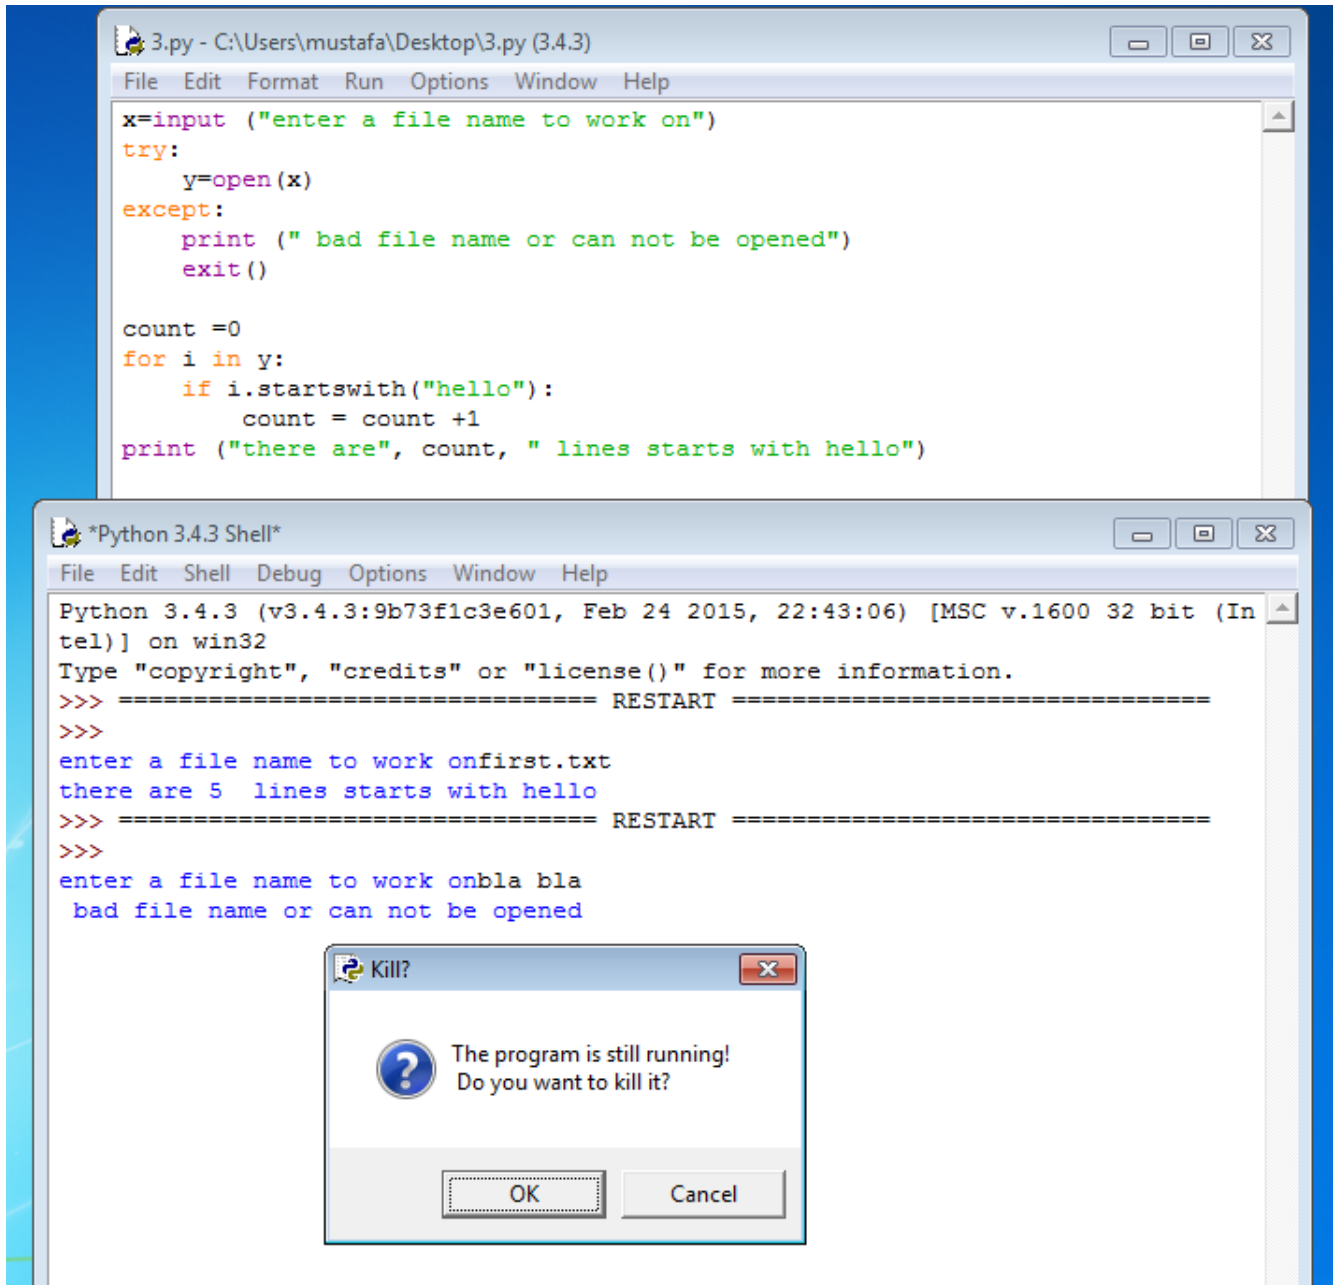 3.py - C:\Users\mustafa\Desktop\3.py (3.4.3)
File Edit Format Run Options Window Help
x=input ("enter a file name to work on")
try:
    y=open(x)
except:
    print (" bad file name or can not be opened")
    exit()

count =0
for i in y:
    if i.startswith("hello"):
        count = count +1
print ("there are", count, " lines starts with hello")
*Python 3.4.3 Shell*
File Edit Shell Debug Options Window Help
Python 3.4.3 (v3.4.3:9b73f1c3e601, Feb 24 2015, 22:43:06) [MSC v.1600 32 bit (In
tel)] on win32
Type "copyright", "credits" or "license()" for more information.
>>> ================================ RESTART ================================
>>>
enter a file name to work onfirst.txt
there are 5  lines starts with hello
>>> ================================ RESTART ================================
>>>
enter a file name to work onbla bla
 bad file name or can not be opened
Kill?
The program is still running!
Do you want to kill it?
OK Cancel